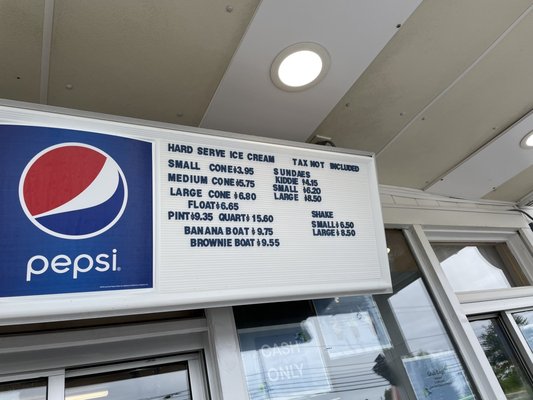 HARD SERVE ICE CREAM TAX NOT INCLUDED
SMALL CONE $3.95
MEDIUM CONE $5.75
LARGE CONE $6.80
FLOAT $6.65
PINT $9.35 QUART $15.60
BANANA BOAT $9.75
BROWNIE BOAT $9.55
SUNDAES
KIDDIE $4.15
SMALL $6.20
LARGE $8.50
SHAKE
SMALL $6.50
LARGE $8.50
pepsi
CASH
ONLY